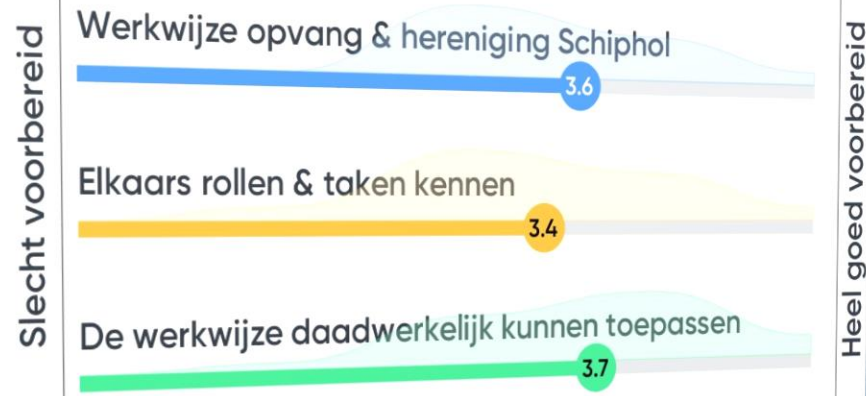 Slecht voorbereid
Werkwijze opvang & hereniging Schiphol
3.6
Elkaars rollen & taken kennen
3.4
De werkwijze daadwerkelijk kunnen toepassen
3.7
Heel goed voorbereid